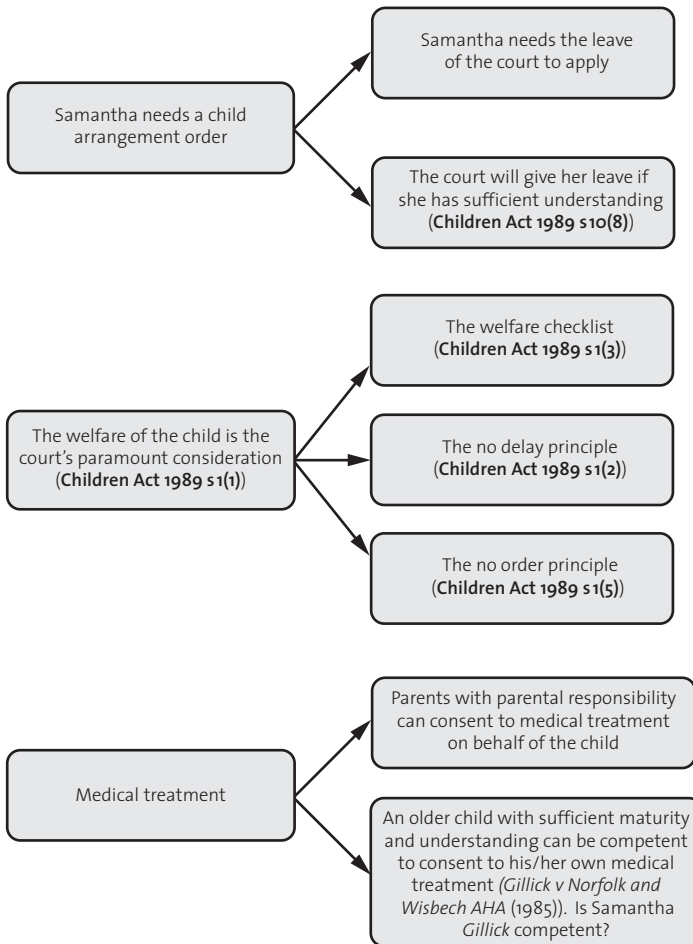 Samantha needs a child
arrangement order
Samantha needs the leave
of the court to apply
The court will give her leave if
she has sufficient understanding
(Children Act 1989 s10(8))
The welfare of the child is the
court's paramount consideration
(Children Act 1989 s1(1))
The welfare checklist
(Children Act 1989 s1(3))
The no delay principle
(Children Act 1989 s1(2))
The no order principle
(Children Act 1989 s1(5))
Medical treatment
Parents with parental responsibility
can consent to medical treatment
on behalf of the child
An older child with sufficient maturity
and understanding can be competent
to consent to his/her own medical
treatment (Gillick v Norfolk and
Wisbech AHA (1985)). Is Samantha
Gillick competent?